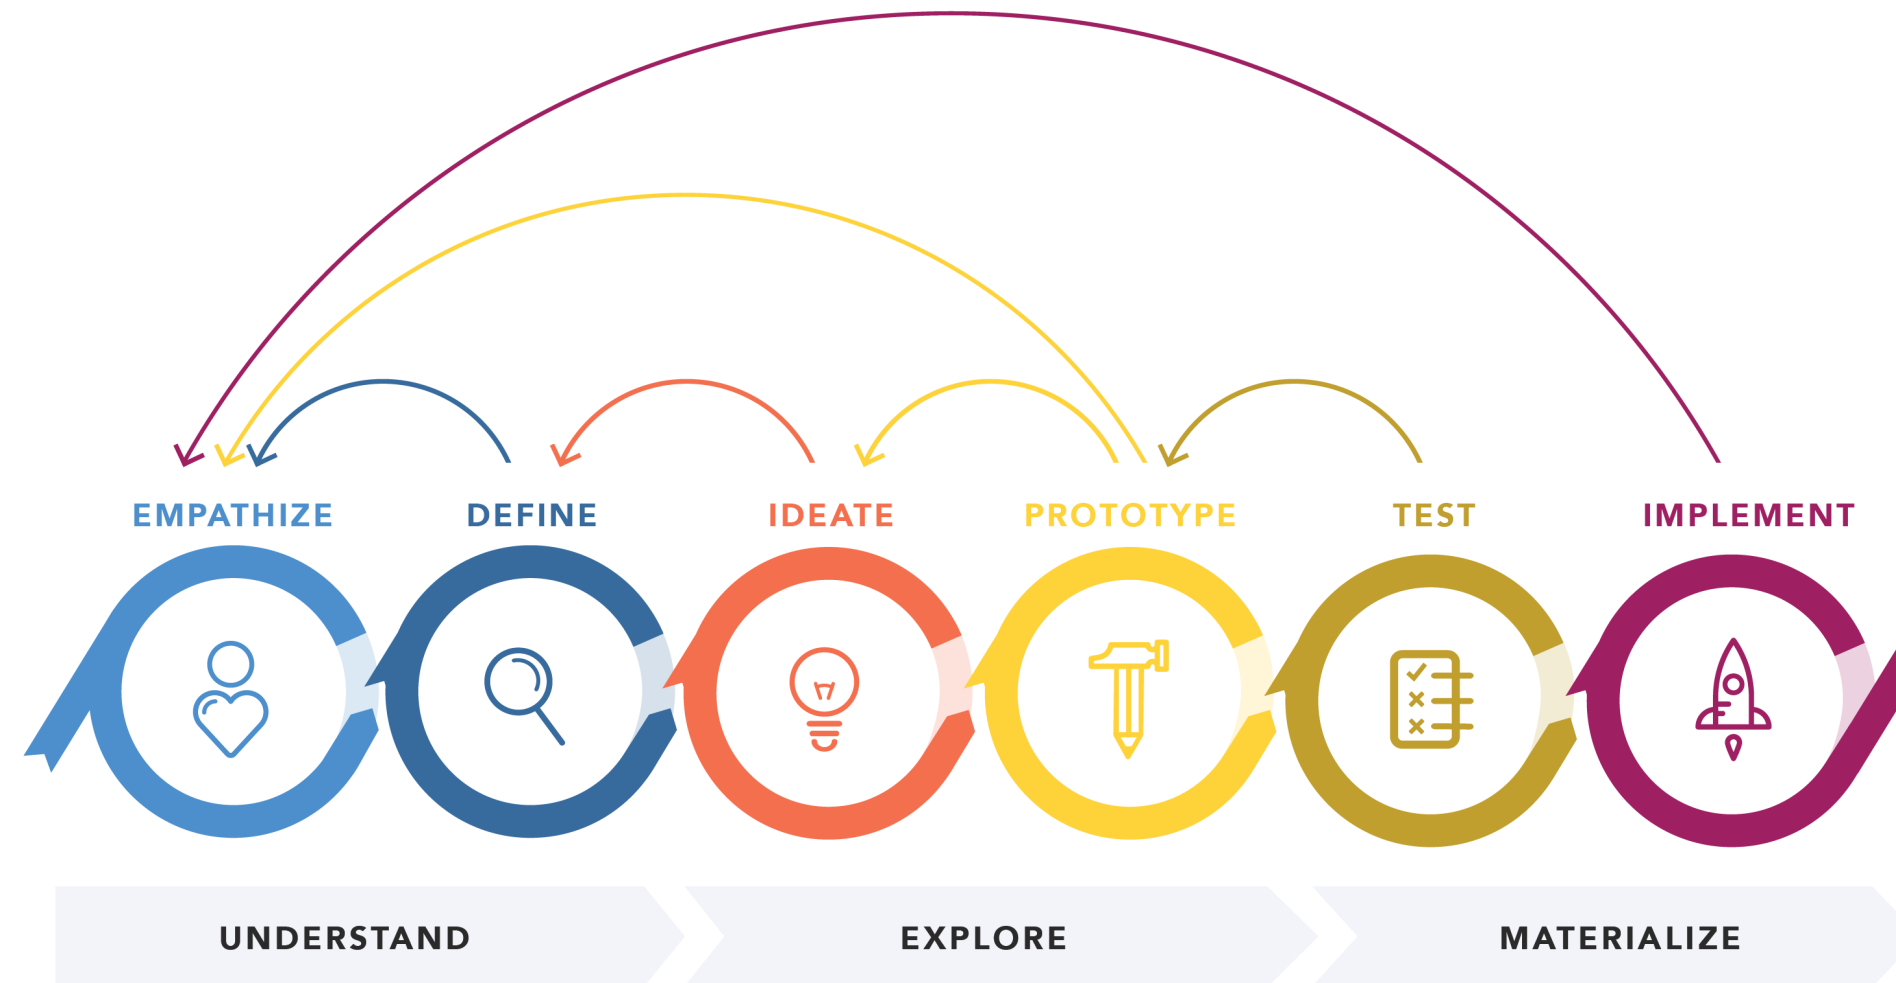 EMPATHIZE
DEFINE
IDEATE
PROTOTYPE
TEST
IMPLEMENT
UNDERSTAND
EXPLORE
MATERIALIZE